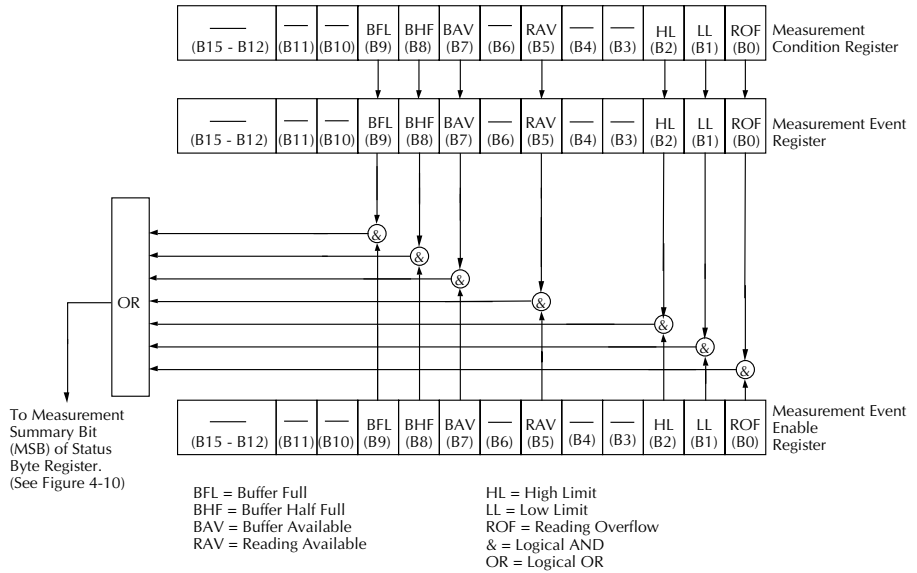 BFL BHF BAV RAV HL LL ROF
(B15 - B12) (B11) (B10) (B9) (B8) (B7) (B6) (B5) (B4) (B3) (B2) (B1) (B0)
Measurement
Condition Register
BFL BHF BAV RAV HL LL ROF
(B15 - B12) (B11) (B10) (B9) (B8) (B7) (B6) (B5) (B4) (B3) (B2) (B1) (B0)
Measurement Event
Register
&
&
&
&
OR
&
&
&
To Measurement
Summary Bit
(MSB) of Status
Byte Register.
(See Figure 4-10)
BFL BHF BAV RAV HL LL ROF
(B15 - B12) (B11) (B10) (B9) (B8) (B7) (B6) (B5) (B4) (B3) (B2) (B1) (B0)
Measurement Event
Enable
Register
BFL = Buffer Full
BHF = Buffer Half Full
BAV = Buffer Available
RAV = Reading Available
HL = High Limit
LL = Low Limit
ROF = Reading Overflow
& = Logical AND
OR = Logical OR